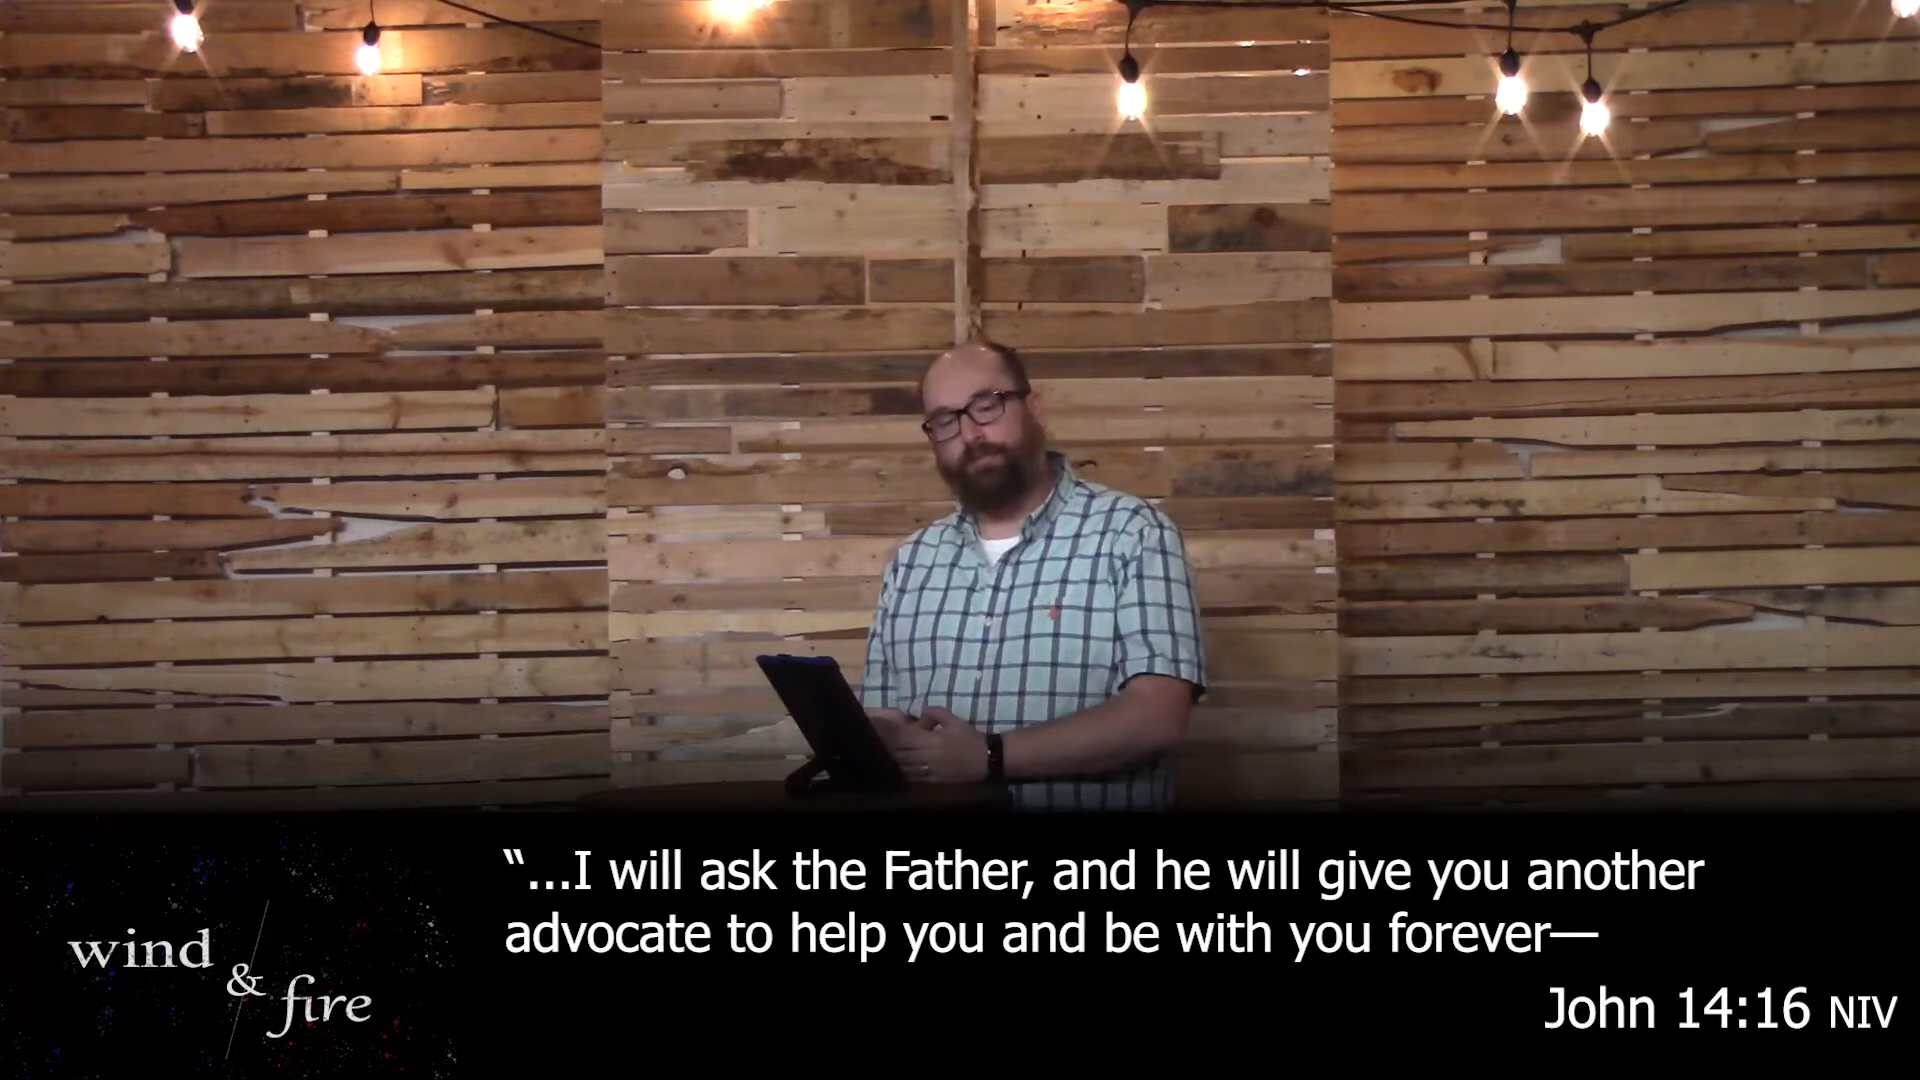 wind
&
fire
“...I will ask the Father, and he will give you another
advocate to help you and be with you forever—
John 14:16 NIV